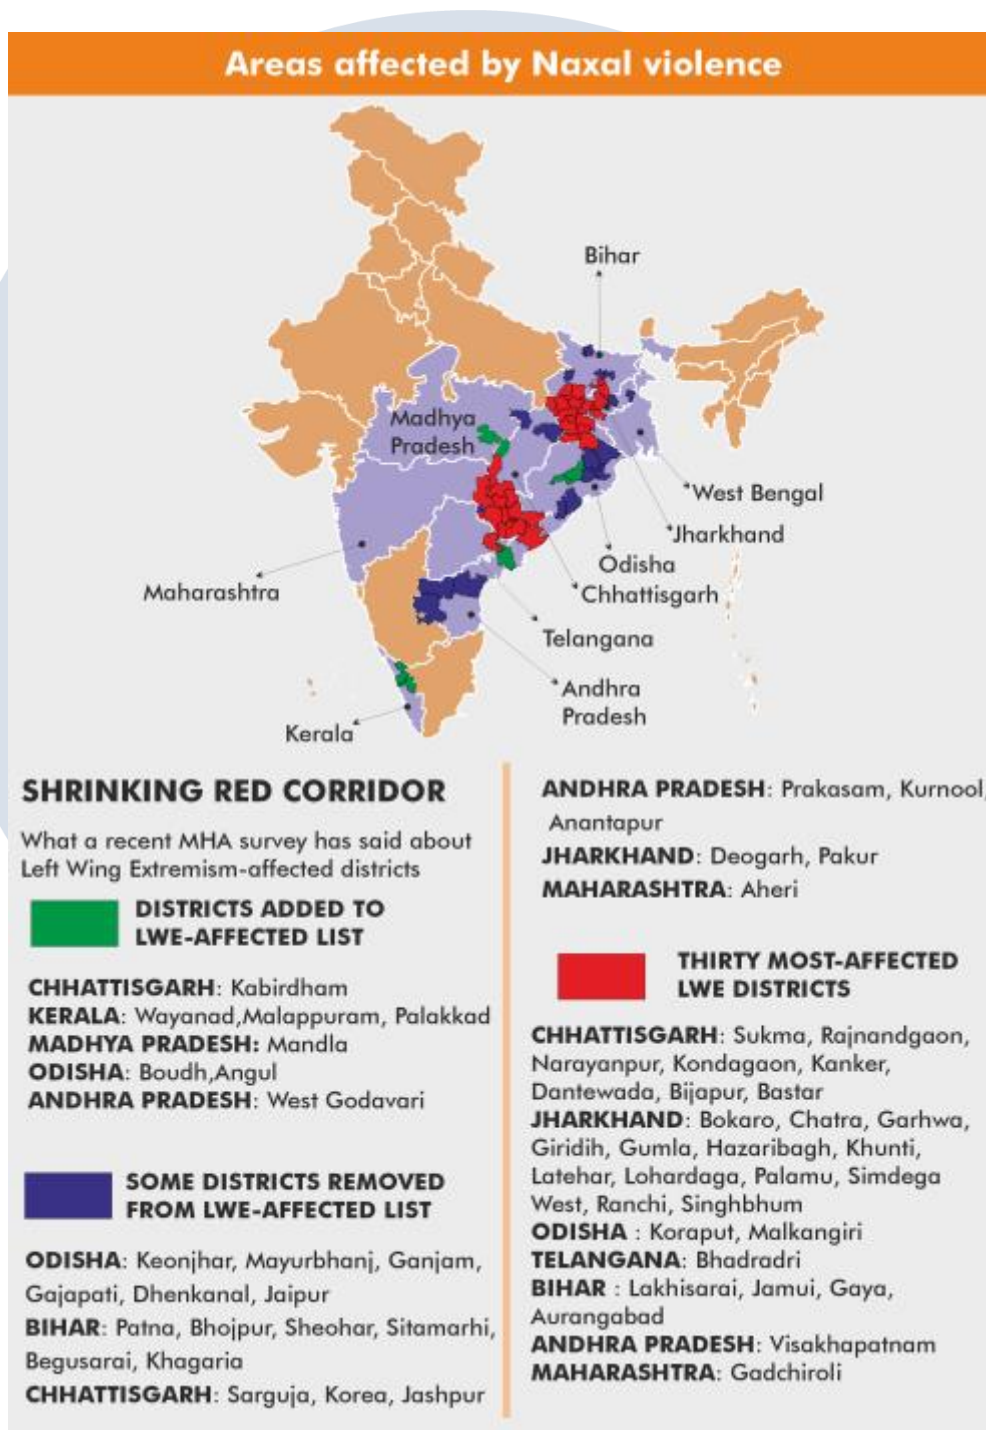 Areas affected by Naxal violence
Bihar
Madhya
Pradesh
West Bengal
Jharkhand
Odisha
Chhattisgarh
Maharashtra
Telangana
Andhra
Pradesh
Kerala
SHRINKING RED CORRIDOR
What a recent MHA survey has said about
Left Wing Extremism-affected districts
DISTRICTS ADDED TO
LWE-AFFECTED LIST
CHHATTISGARH: Kabirdham
KERALA: Wayanad,Malappuram, Palakkad
MADHYA PRADESH: Mandla
ODISHA: Boudh,Angul
ANDHRA PRADESH: West Godavari
SOME DISTRICTS REMOVED
FROM LWE-AFFECTED LIST
ODISHA: Keonjhar, Mayurbhanj, Ganjam,
Gajapati, Dhenkanal, Jaipur
BIHAR: Patna, Bhojpur, Sheohar, Sitamarhi,
Begusarai, Khagaria
CHHATTISGARH: Sarguja, Korea, Jashpur
ANDHRA PRADESH: Prakasam, Kurnool,
Anantapur
JHARKHAND: Deogarh, Pakur
MAHARASHTRA: Aheri
THIRTY MOST-AFFECTED
LWE DISTRICTS
CHHATTISGARH: Sukma, Rajnandgaon,
Narayanpur, Kondagaon, Kanker,
Dantewada, Bijapur, Bastar
JHARKHAND: Bokaro, Chatra, Garhwa,
Giridih, Gumla, Hazaribagh, Khunti,
Latehar, Lohardaga, Palamu, Simdega
West, Ranchi, Singhbhum
ODISHA : Koraput, Malkangiri
TELANGANA: Bhadradri
BIHAR : Lakhisarai, Jamui, Gaya,
Aurangabad
ANDHRA PRADESH: Visakhapatnam
MAHARASHTRA: Gadchiroli